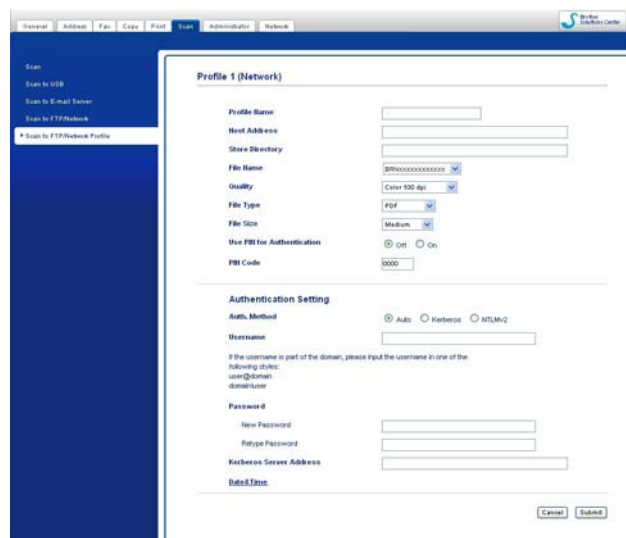 General Address Fax Copy Print Scan Administrator Network
Brother Solutions Center
Scan
Scan to USB
Scan to E-mail Server
Scan to FTP/Network
Scan to FTP/Network Profile
Profile 1 (Network)
Profile Name
Host Address
Store Directory
File Name BRNxxxxxxxxxxxx
Quality Color 100 dpi
File Type PDF
File Size Medium
Use PIN for Authentication Off On
PIN Code 0000
Authentication Setting
Auth. Method Auto Kerberos NTLMv2
Username
If the username is part of the domain, please input the username in one of the
following styles:
user@domain
domain\user
Password
New Password
Retype Password
Kerberos Server Address
Date&Time
Cancel Submit